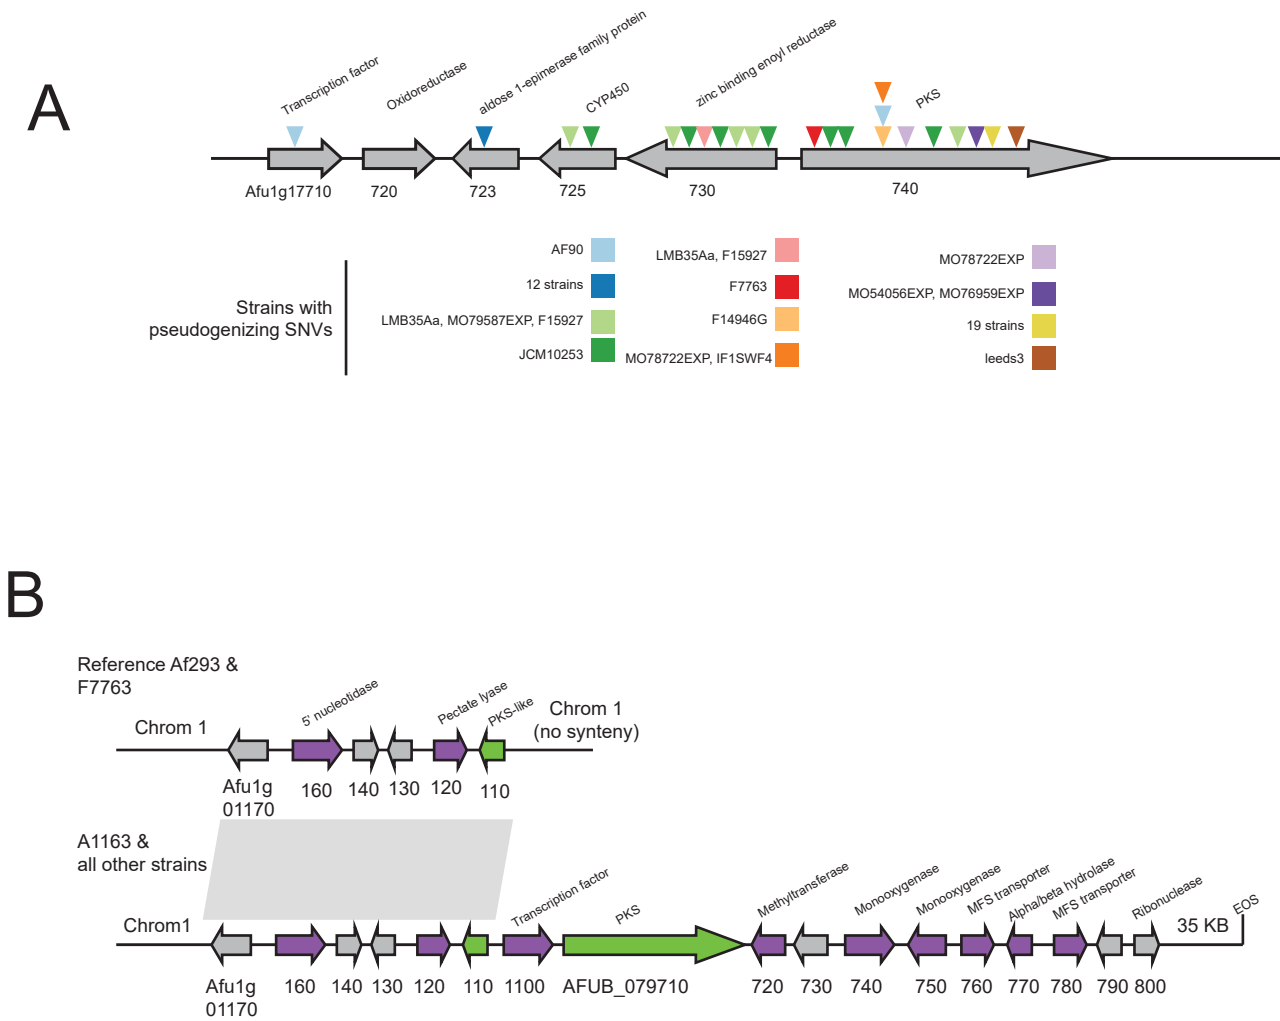 A
Transcription factor
Oxidoreductase
aldose 1-epimerase family protein
CYP450
zinc binding enoyl reductase
PKS
Afu1g17710
720
723
725
730
740
Strains with
pseudogenizing SNVs
AF90
12 strains
LMB35Aa, MO79587EXP, F15927
JCM10253
LMB35Aa, F15927
F7763
F14946G
MO78722EXP, IF1SWF4
MO78722EXP
MO54056EXP, MO76959EXP
19 strains
leeds3
B
Reference Af293 &
F7763
Chrom 1
5' nucleotidase
Pectate lyase
PKS-like
Chrom 1
(no synteny)
Afu1g
01170
160
140
130
120
110
A1163 &
all other strains
Chrom1
Transcription factor
PKS
Methyltransferase
Monooxygenase
Monooxygenase
MFS transporter
Alpha/beta hydrolase
MFS transporter
Ribonuclease
EOS
35 KB
Afu1g
01170
160
140
130
120
110
1100
AFUB_079710
720
730
740
750
760
770
780
790
800